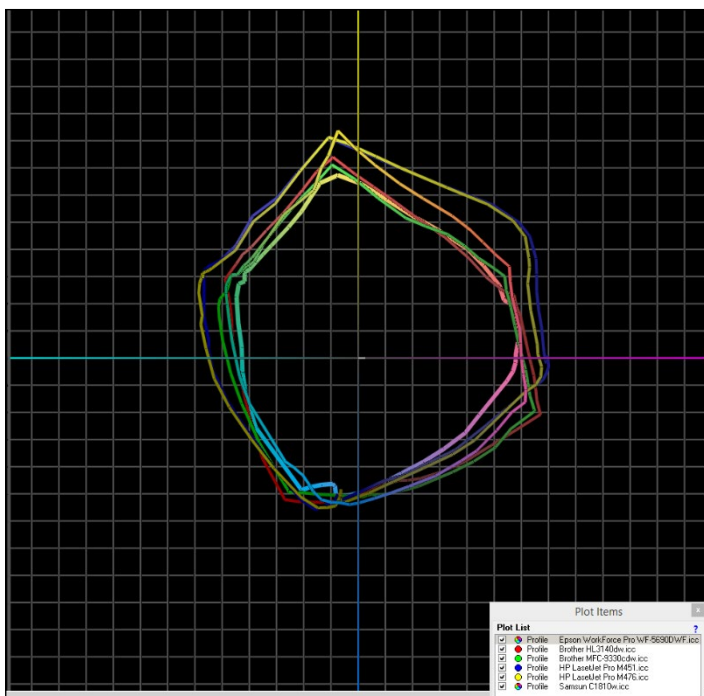 Plot Items x
Plot List ?
Profile Epson WorkForce Pro WF-5690DWF.icc
Profile Brother HL3140dw.icc
Profile Brother MFC-9330cdw.icc
Profile HP LaserJet Pro M451.icc
Profile HP LaserJet Pro M476.icc
Profile Samsun C1810w.icc